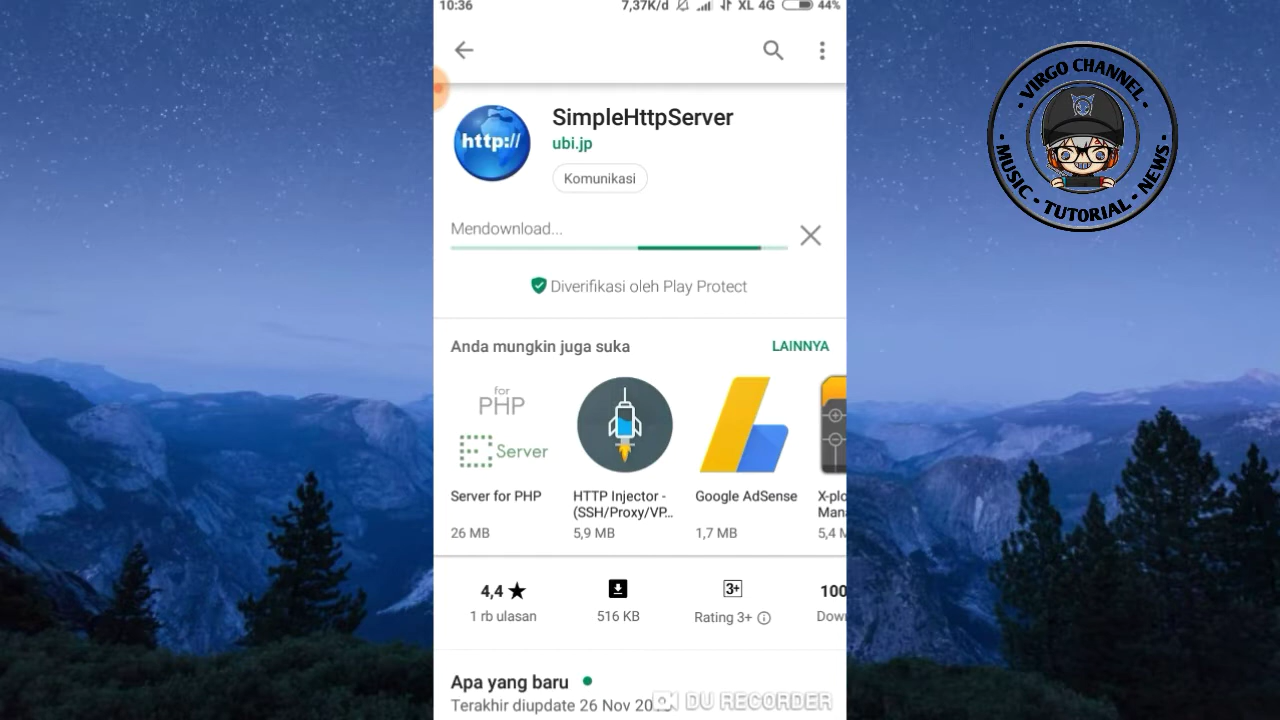 10:36 7,37K/d XL 4G 44%
VIRGO CHANNEL
MUSIC • TUTORIAL • NEWS
http://
SimpleHttpServer
ubi.jp
Komunikasi
Mendownload...
Diverifikasi oleh Play Protect
Anda mungkin juga suka LAINNYA
for
PHP
Server
Server for PHP
26 MB
HTTP Injector -
(SSH/Proxy/VP...
5,9 MB
Google AdSense
1,7 MB
X-plo
Man
5,4 M
4,4 ★
1 rb ulasan
516 KB
3+
Rating 3+
100
Down
Apa yang baru
Terakhir diupdate 26 Nov
DU RECORDER